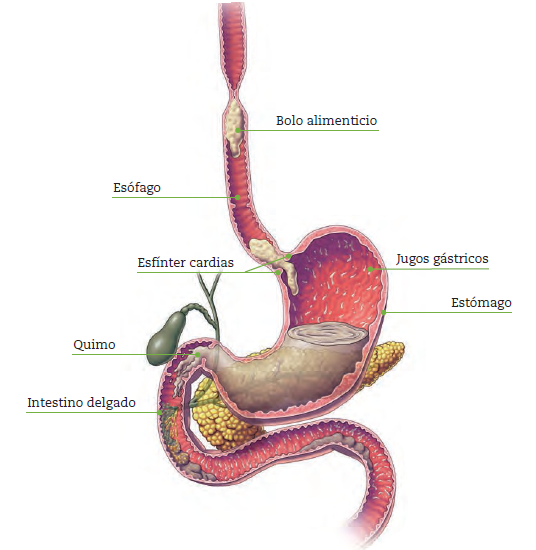 Bolo alimenticio
Esófago
Esfínter cardias
Jugos gástricos
Estómago
Quimo
Intestino delgado